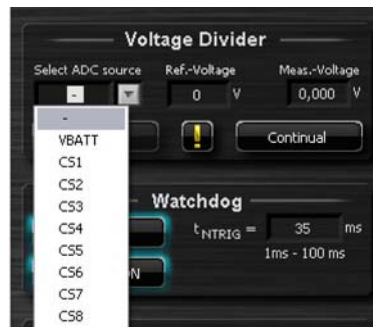 Voltage Divider
Select ADC source Ref.-Voltage Meas.-Voltage
- 0 V 0,000 V
-
VBATT
Continual
CS1
CS2
CS3
CS4
CS5
CS6
CS7
CS8
!
Watchdog
tNTRIG = 35 ms
1ms - 100 ms
N